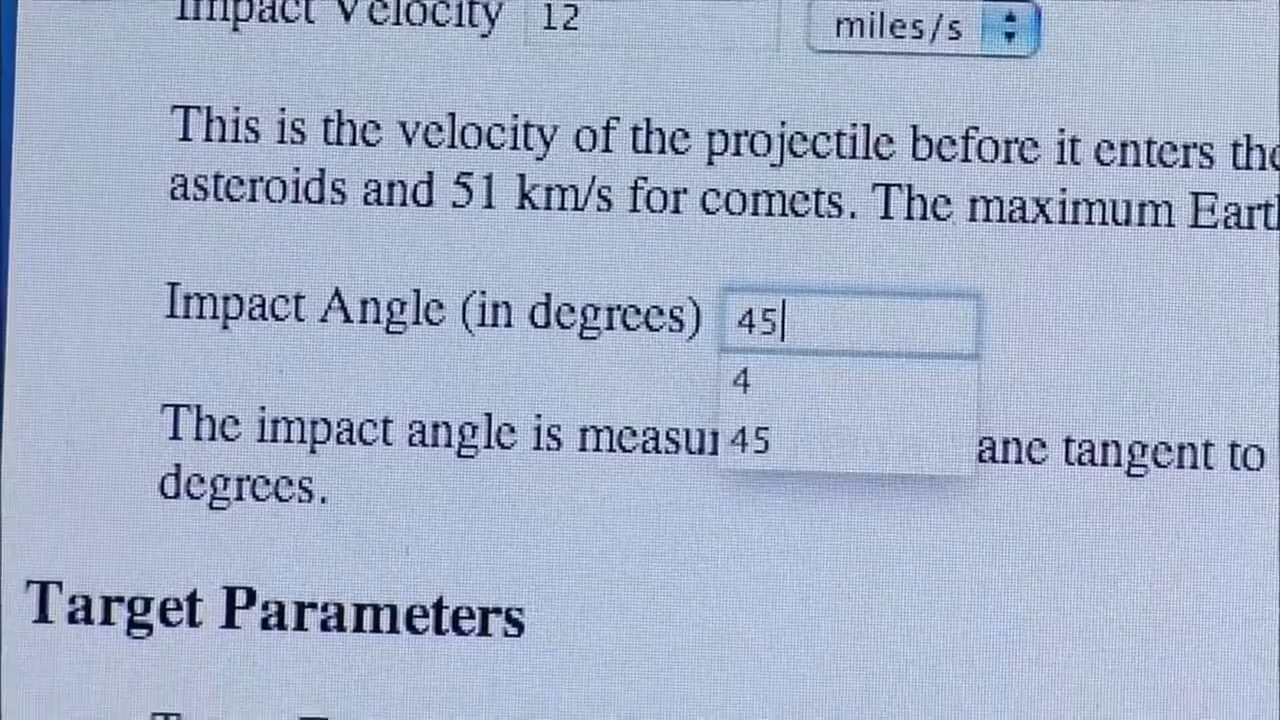 Impact Velocity 12 miles/s
This is the velocity of the projectile before it enters the
asteroids and 51 km/s for comets. The maximum Eart
Impact Angle (in degrees) 45
4
The impact angle is measur 45 ane tangent to
degrees.
Target Parameters